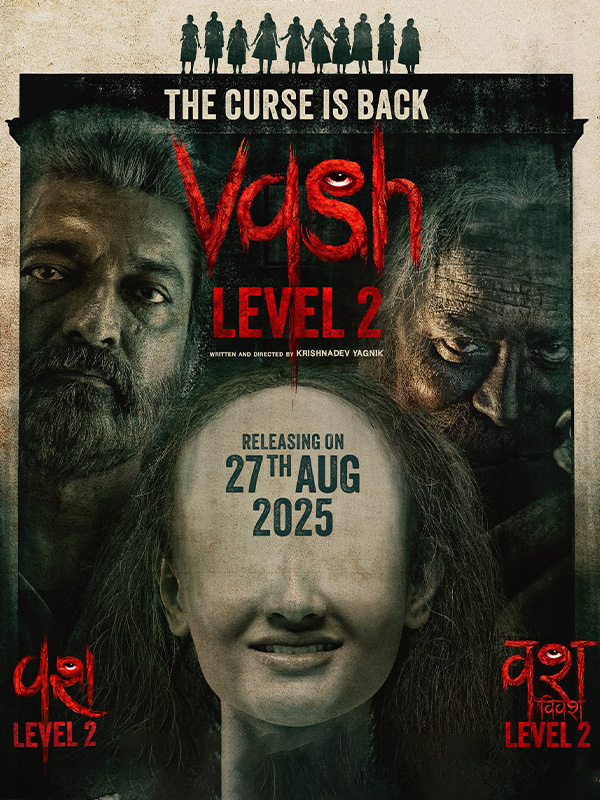 THE CURSE IS BACK
Vash
LEVEL 2
WRITTEN AND DIRECTED BY KRISHNADEV YAGNIK
RELEASING ON
27TH AUG
2025
વશ
LEVEL 2
वश
विवश
LEVEL 2